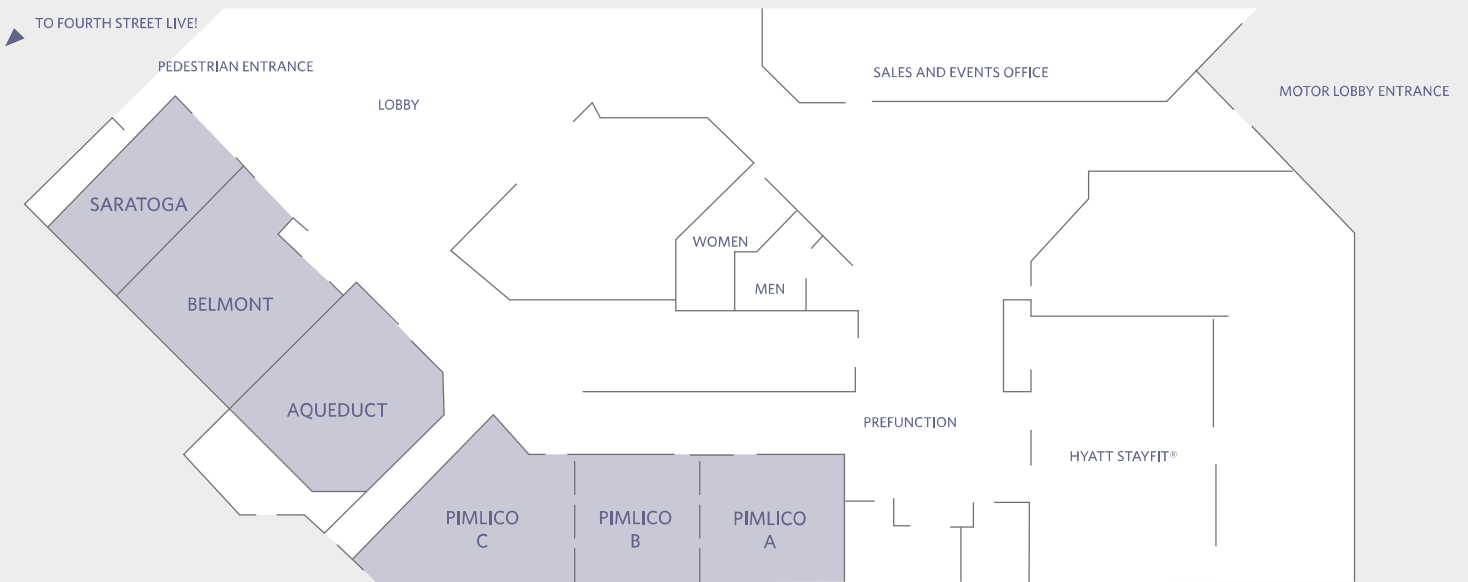 TO FOURTH STREET LIVE!
PEDESTRIAN ENTRANCE
LOBBY
SALES AND EVENTS OFFICE
MOTOR LOBBY ENTRANCE
SARATOGA
WOMEN
MEN
BELMONT
AQUEDUCT
PREFUNCTION
HYATT STAYFIT®
PIMLICO
C
PIMLICO
B
PIMLICO
A